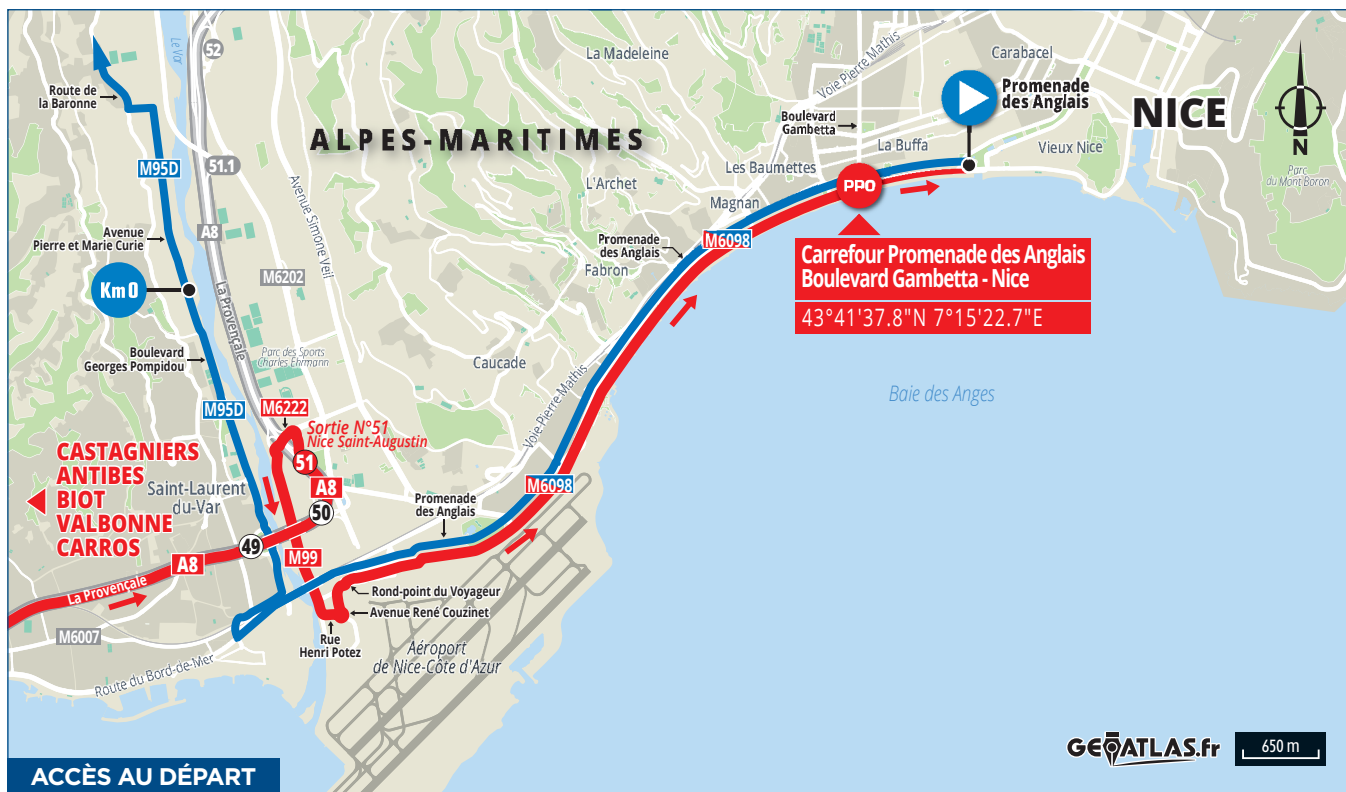 Le Var
52
Route de
la Baronne
La Madeleine
Voie Pierre Mathis
Carabacel
Promenade
des Anglais
NICE
N
Boulevard
Gambetta
La Buffa
Vieux Nice
Parc
du Mont Boron
ALPES-MARITIMES
M95D
51.1
Avenue Simone Veil
Les Baumettes
L'Archet
PPO
Magnan
Avenue
Pierre et Marie Curie
A8
Promenade
des Anglais
M6098
Fabron
Carrefour Promenade des Anglais
Boulevard Gambetta - Nice
43°41'37.8"N 7°15'22.7"E
M6202
Km 0
La Provençale
Boulevard
Georges Pompidou
Parc des Sports
Charles Ehrmann
Caucade
Voie Pierre Mathis
Baie des Anges
M95D
M6222
Sortie N°51
Nice Saint-Augustin
51
CASTAGNIERS
ANTIBES
BIOT
VALBONNE
CARROS
Saint-Laurent
du-Var
A8
50
M6098
Promenade
des Anglais
49
A8
M99
La Provençale
Rond-point du Voyageur
Avenue René Couzinet
Rue
Henri Potez
M6007
Route du Bord-de-Mer
Aéroport
de Nice-Côte d'Azur
GEOATLAS.fr
650 m
ACCÈS AU DÉPART